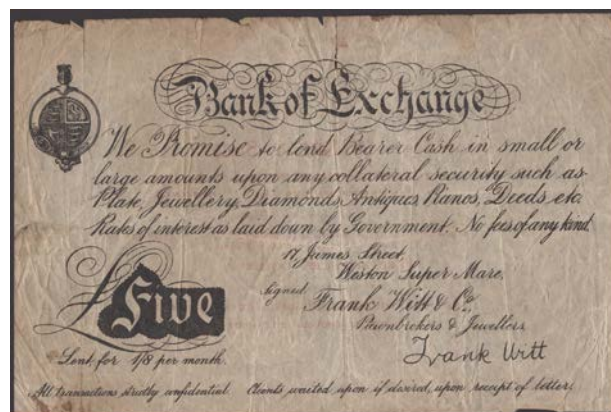 Bank of Exchange
We Promise to lend Bearer Cash in small or
large amounts upon any collateral security such as
Plate, Jewellery, Diamonds, Antiques, Pianos, Deeds etc.
Rates of interest as laid down by Government. No fees of any kind.
17, James Street,
Weston Super Mare.
Signed Frank Witt & Co.
Pawnbrokers & Jewellers
£Five
Frank Witt
Lent for 1/8 per month.
All transactions strictly confidential. Clients waited upon if desired, upon receipt of letter.